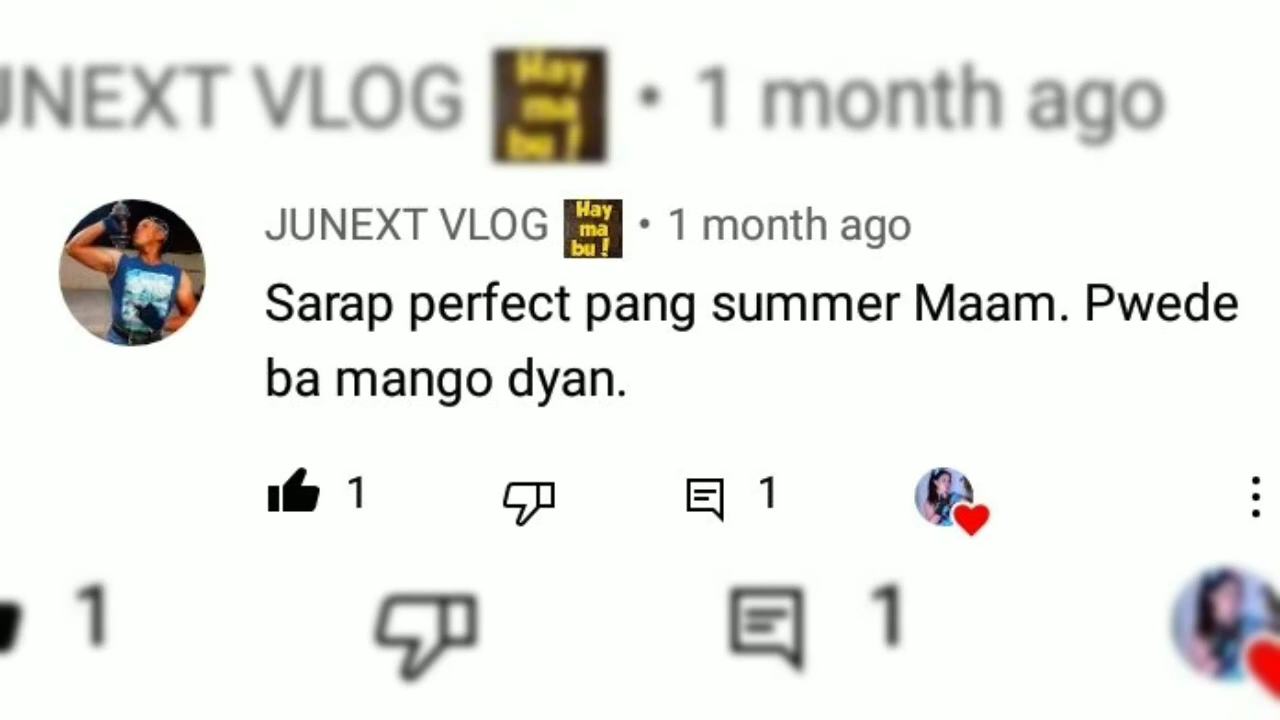 JUNEXT VLOG Hay ma bu! • 1 month ago
JUNEXT VLOG Hay ma bu! • 1 month ago
Sarap perfect pang summer Maam. Pwede
ba mango dyan.
1 1
1 1